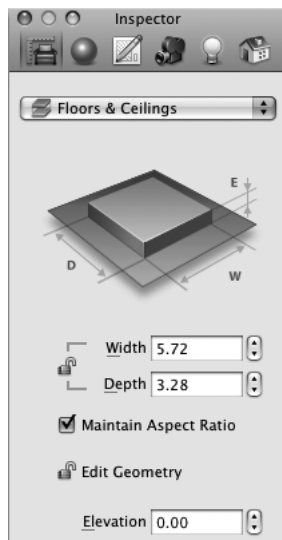 Inspector
Floors & Ceilings
E
D
W
Width 5.72
Depth 3.28
Maintain Aspect Ratio
Edit Geometry
Elevation 0.00